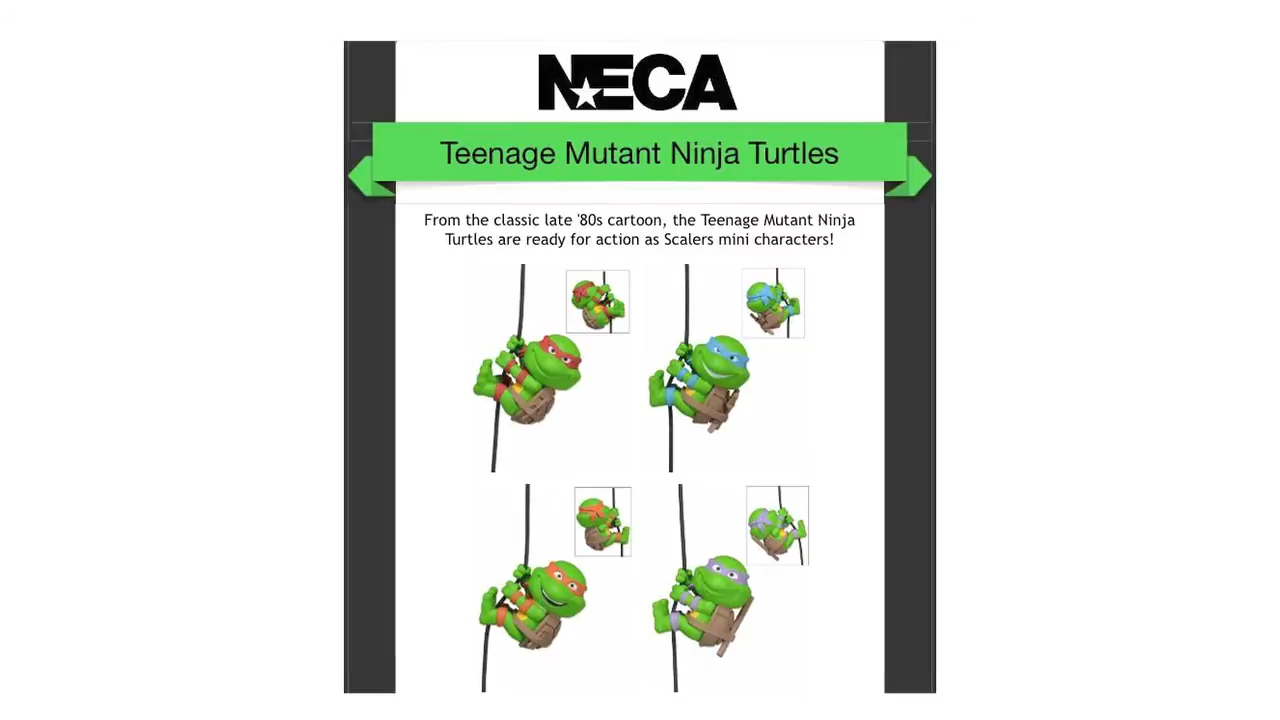 NECA
Teenage Mutant Ninja Turtles
From the classic late '80s cartoon, the Teenage Mutant Ninja
Turtles are ready for action as Scalers mini characters!